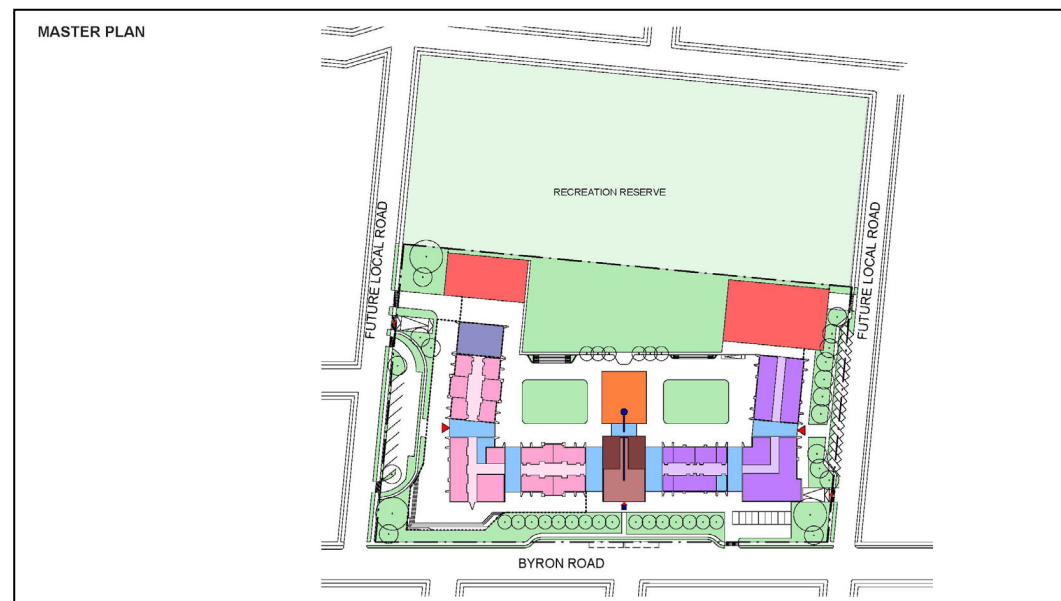 MASTER PLAN
RECREATION RESERVE
FUTURE LOCAL ROAD
FUTURE LOCAL ROAD
BYRON ROAD